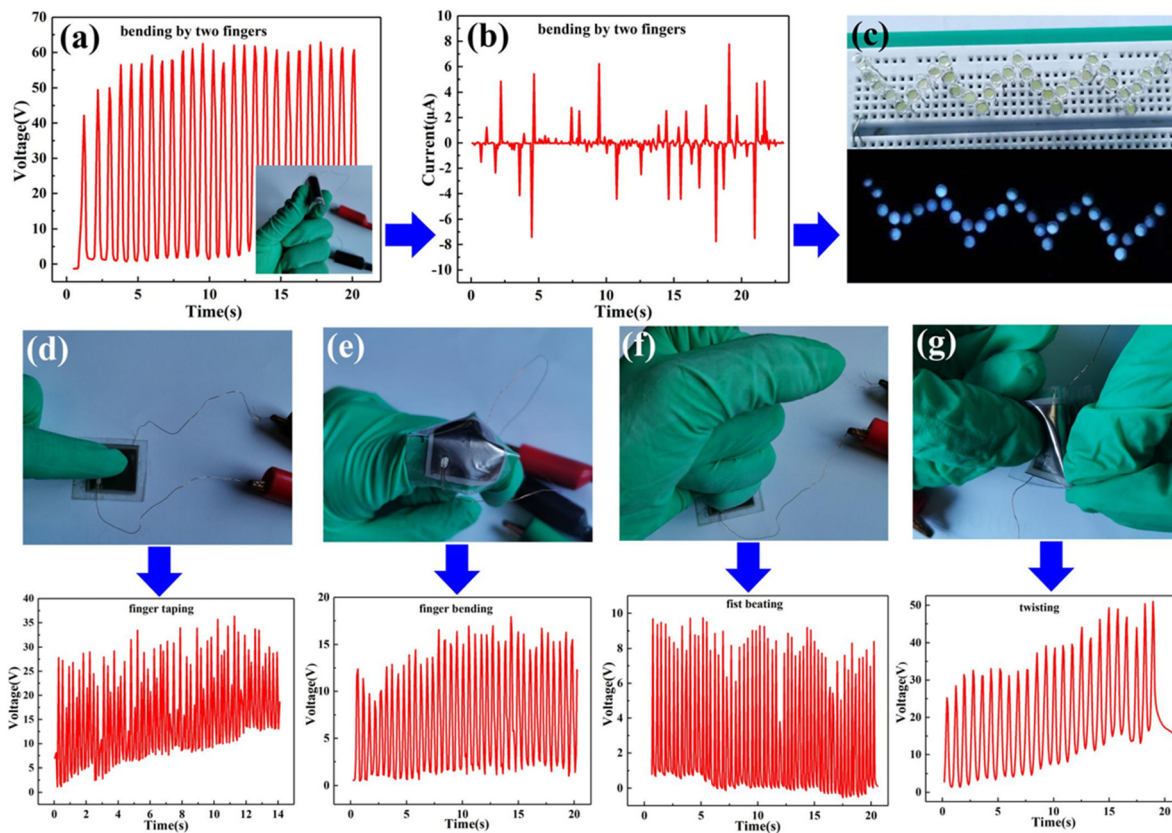 (a)
bending by two fingers
Voltage(V)
70
60
50
40
30
20
10
0
0 5 10 15 20
Time(s)
(b)
bending by two fingers
Current(μA)
10
8
6
4
2
0
-2
-4
-6
-8
-10
0 5 10 15 20
Time(s)
(c)
(d)
(e)
(f)
(g)
finger taping
Voltage(V)
40
35
30
25
20
15
10
5
0
0 2 4 6 8 10 12 14
Time(s)
finger bending
Voltage(V)
20
15
10
5
0
0 5 10 15 20
Time(s)
fist beating
Voltage(V)
10
8
6
4
2
0
0 5 10 15 20
Time(s)
twisting
Voltage(V)
50
40
30
20
10
0
0 5 10 15 20
Time(s)